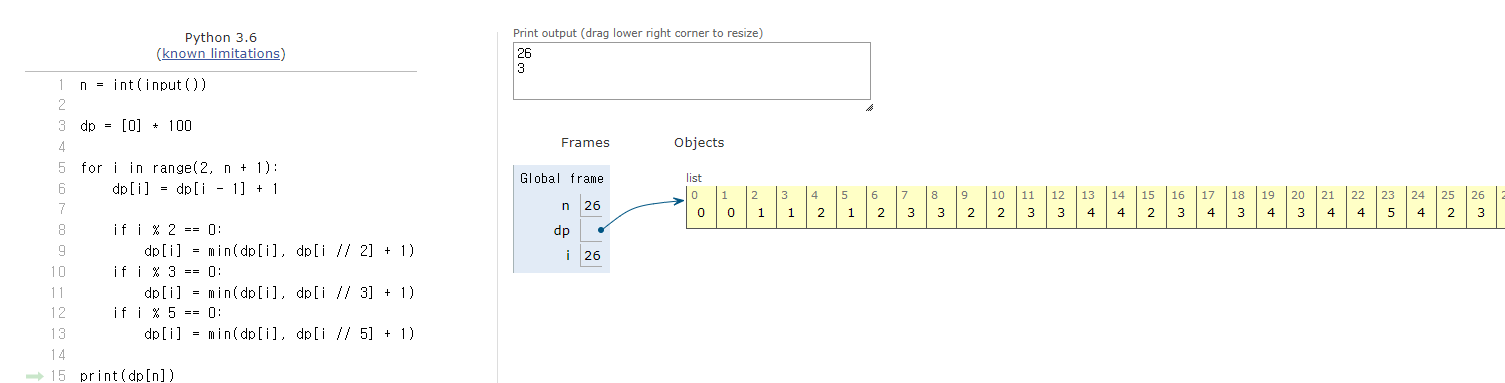 Python 3.6
(known limitations)
1 n = int(input())
2
3 dp = [0] * 100
4
5 for i in range(2, n + 1):
6     dp[i] = dp[i - 1] + 1
7
8     if i % 2 == 0:
9         dp[i] = min(dp[i], dp[i // 2] + 1)
10     if i % 3 == 0:
11         dp[i] = min(dp[i], dp[i // 3] + 1)
12     if i % 5 == 0:
13         dp[i] = min(dp[i], dp[i // 5] + 1)
14
15 print(dp[n])
Print output (drag lower right corner to resize)
26
3
Frames Objects
Global frame
n 26
dp
i 26
list
0 1 2 3 4 5 6 7 8 9 10 11 12 13 14 15 16 17 18 19 20 21 22 23 24 25 26
0 0 1 1 2 1 2 3 3 2 2 3 3 4 4 2 3 4 3 4 3 4 4 5 4 2 3